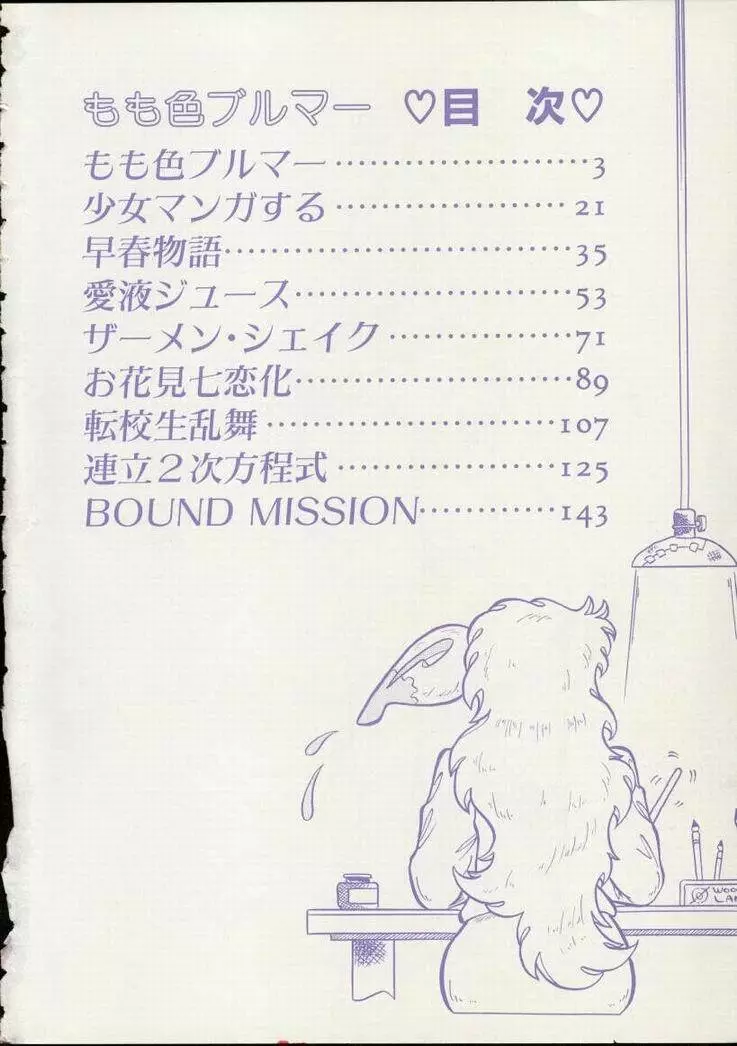 もも色ブルマー ♡目 次♡
もも色ブルマー……………………3
少女マンガする…………………21
早春物語……………………………35
愛液ジュース………………………53
ザーメン・シェイク………………71
お花見七恋化………………………89
転校生乱舞………………………107
連立2次方程式…………………125
BOUND MISSION…………143
WOO
LAN